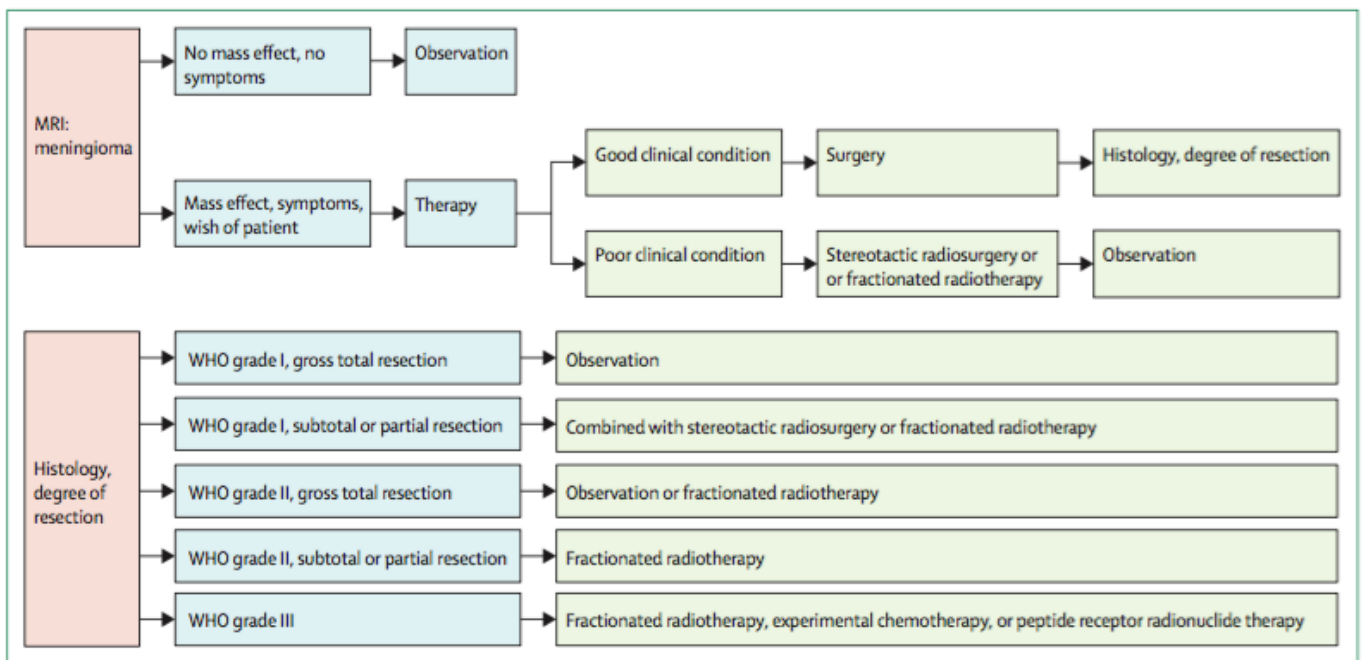 No mass effect, no
symptoms
Observation
MRI:
meningioma
Good clinical condition
Surgery
Histology, degree of resection
Mass effect, symptoms,
wish of patient
Therapy
Poor clinical condition
Stereotactic radiosurgery or
or fractionated radiotherapy
Observation
WHO grade I, gross total resection
Observation
WHO grade I, subtotal or partial resection
Combined with stereotactic radiosurgery or fractionated radiotherapy
Histology,
degree of
resection
WHO grade II, gross total resection
Observation or fractionated radiotherapy
WHO grade II, subtotal or partial resection
Fractionated radiotherapy
WHO grade III
Fractionated radiotherapy, experimental chemotherapy, or peptide receptor radionuclide therapy